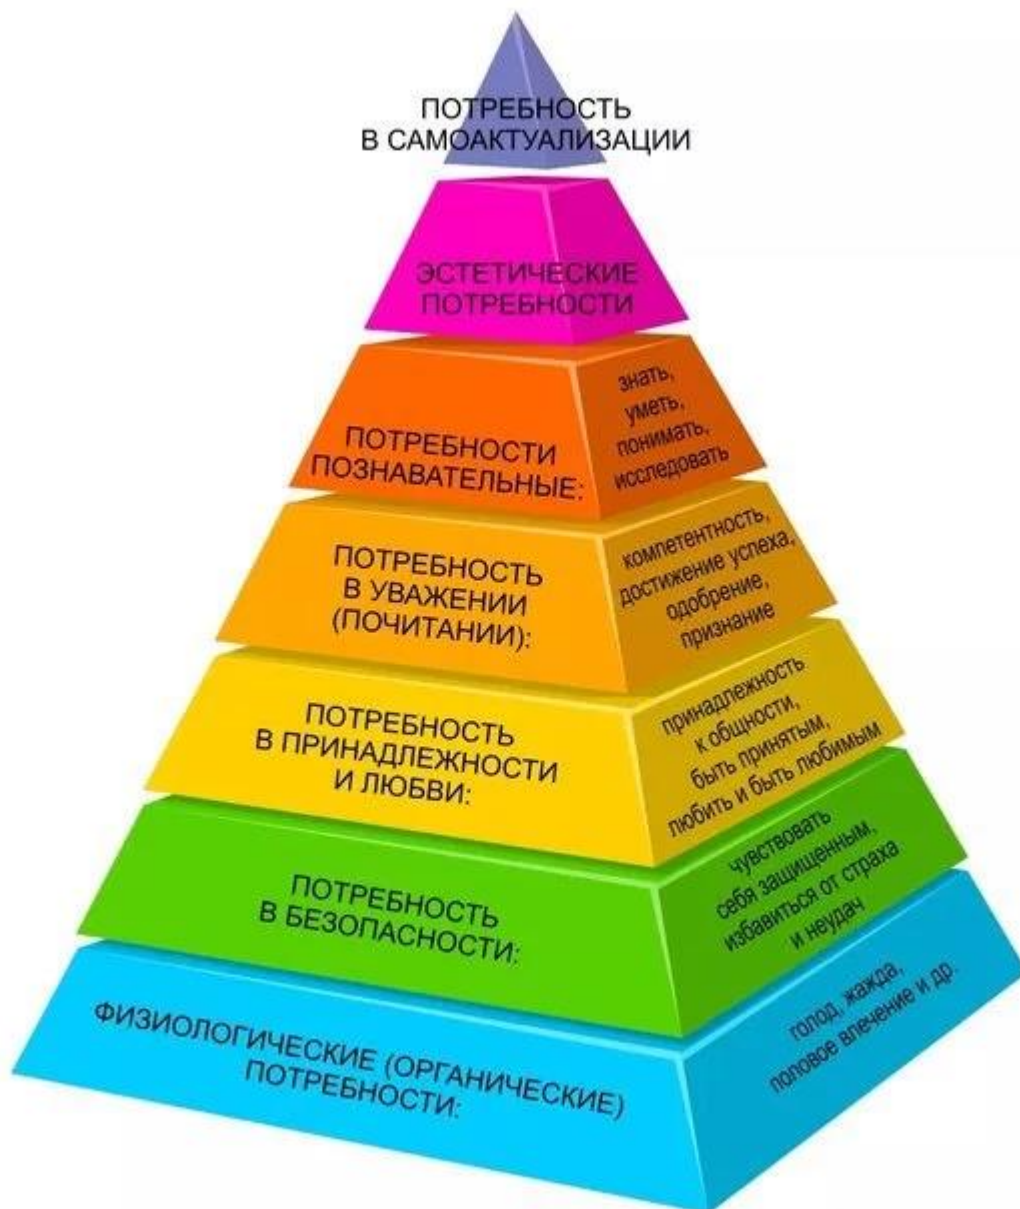 ПОТРЕБНОСТЬ
В САМОАКТУАЛИЗАЦИИ
ЭСТЕТИЧЕСКИЕ
ПОТРЕБНОСТИ
ПОТРЕБНОСТИ
ПОЗНАВАТЕЛЬНЫЕ:
знать,
уметь,
понимать,
исследовать
ПОТРЕБНОСТЬ
В УВАЖЕНИИ
(ПОЧИТАНИИ):
компетентность,
достижение успеха,
одобрение,
признание
ПОТРЕБНОСТЬ
В ПРИНАДЛЕЖНОСТИ
И ЛЮБВИ:
принадлежность
к общности,
быть принятым,
любить и быть любимым
ПОТРЕБНОСТЬ
В БЕЗОПАСНОСТИ:
чувствовать
себя защищенным,
избавиться от страха
и неудач
ФИЗИОЛОГИЧЕСКИЕ (ОРГАНИЧЕСКИЕ)
ПОТРЕБНОСТИ:
голод, жажда,
половое влечение и др.